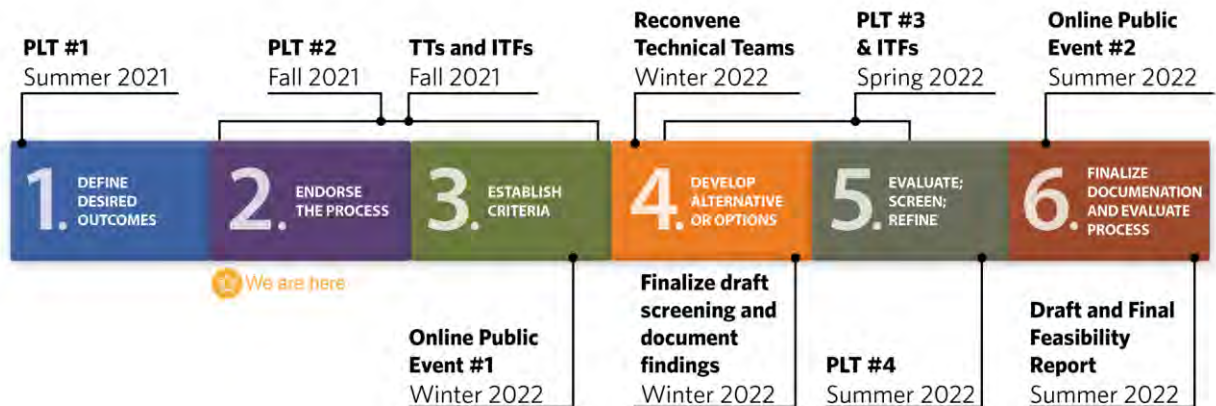 PLT #1
Summer 2021
PLT #2
Fall 2021
TTs and ITFs
Fall 2021
Reconvene
Technical Teams
Winter 2022
PLT #3
& ITFs
Spring 2022
Online Public
Event #2
Summer 2022
1. DEFINE
DESIRED
OUTCOMES
2. ENDORSE
THE PROCESS
3. ESTABLISH
CRITERIA
4. DEVELOP
ALTERNATIVE
OR OPTIONS
5. EVALUATE;
SCREEN;
REFINE
6. FINALIZE
DOCUMENATION
AND EVALUATE
PROCESS
We are here
Online Public
Event #1
Winter 2022
Finalize draft
screening and
document
findings
Winter 2022
PLT #4
Summer 2022
Draft and Final
Feasibility
Report
Summer 2022